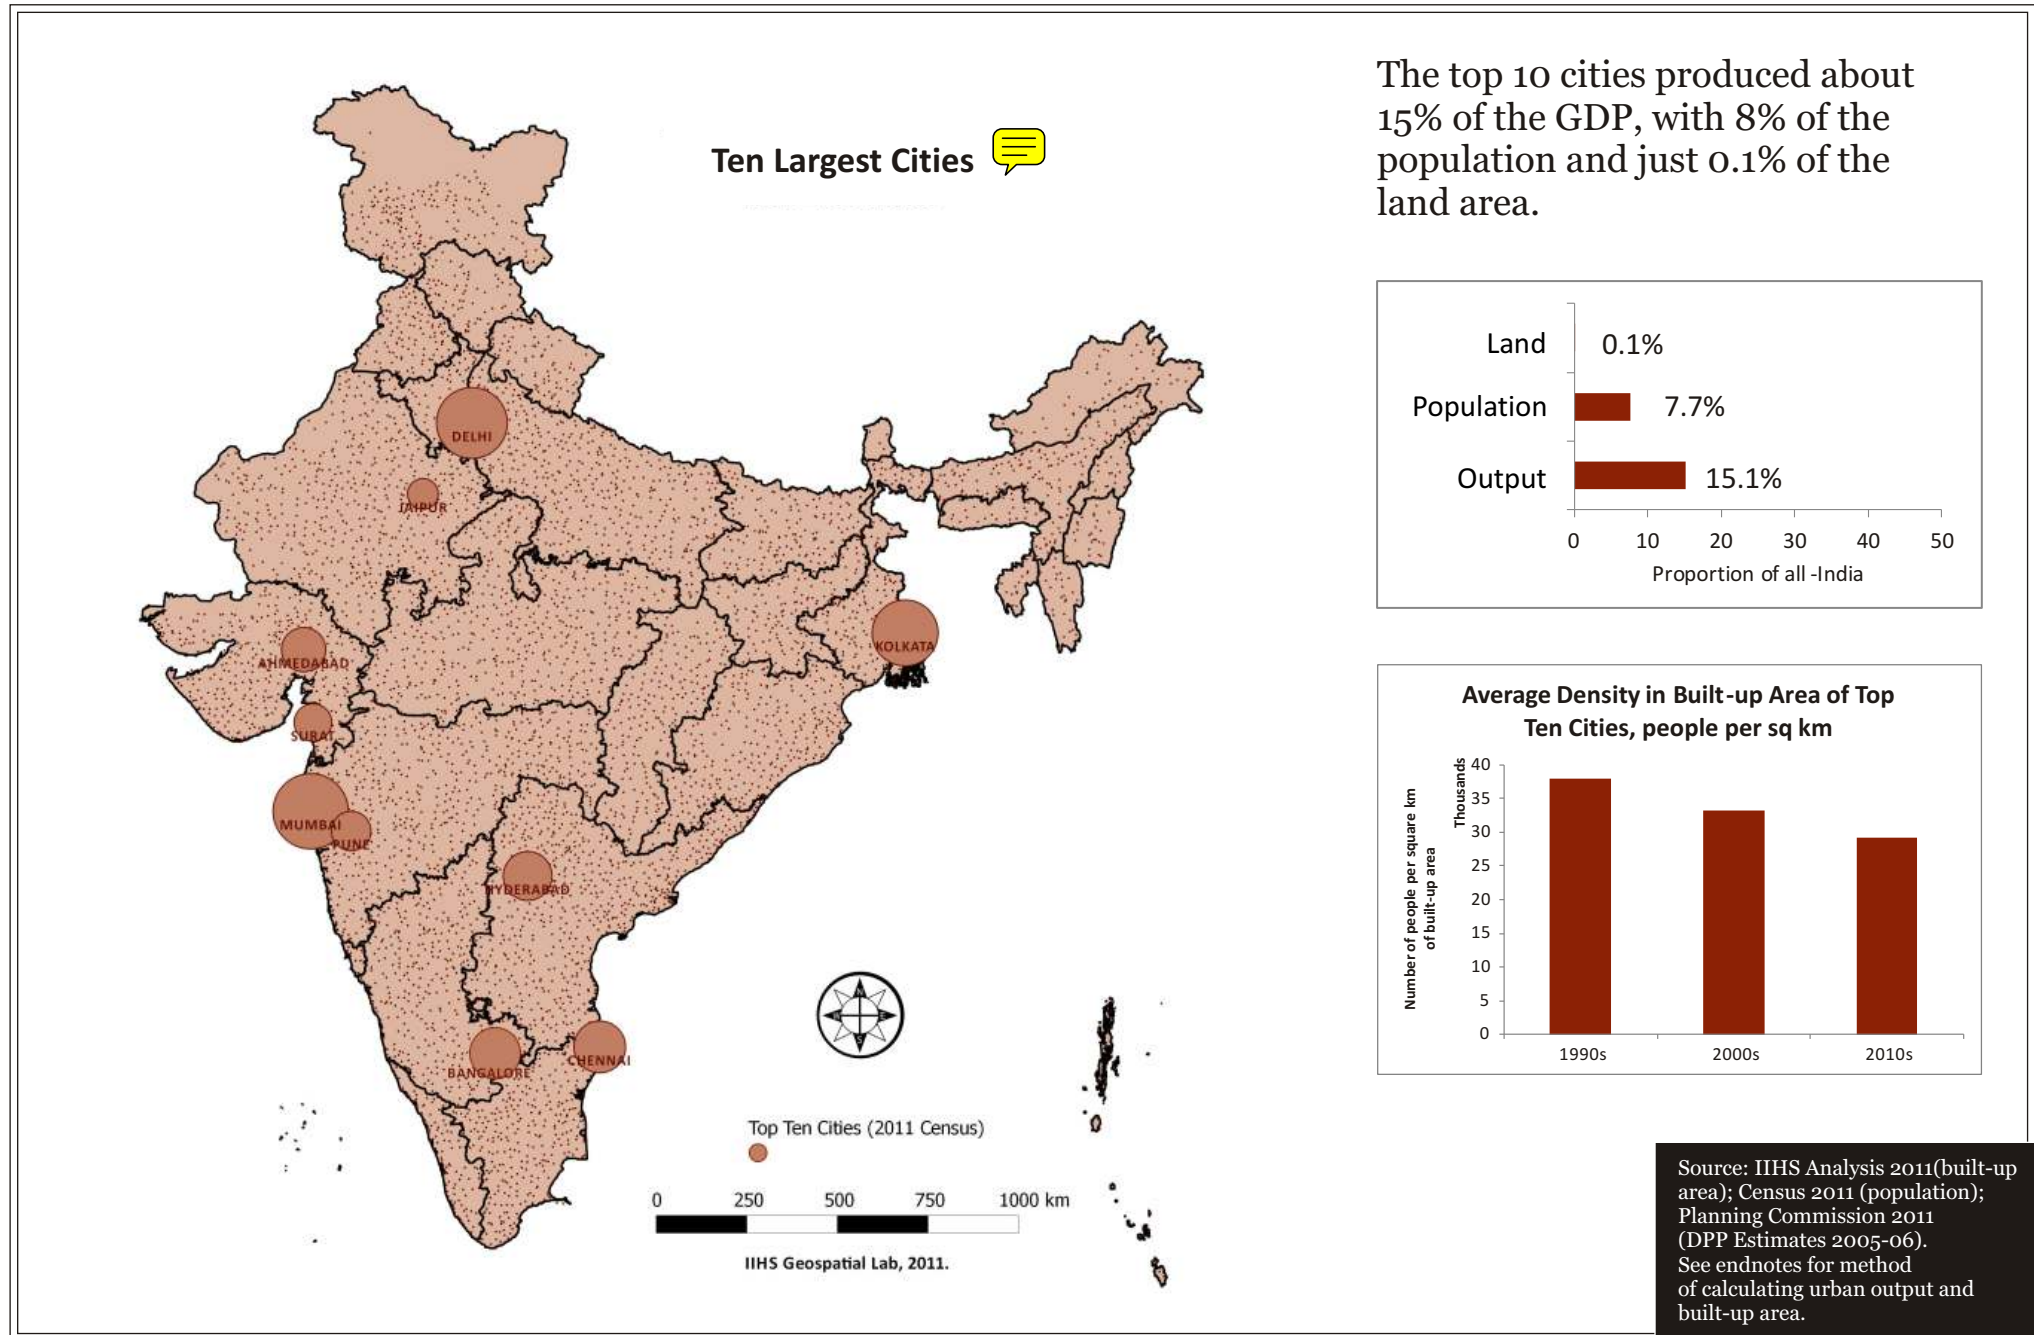 Ten Largest Cities
DELHI
JAIPUR
AHMEDABAD
SURAT
MUMBAI
PUNE
HYDERABAD
KOLKATA
BANGALORE
CHENNAI
N
S
Top Ten Cities (2011 Census)
0 250 500 750 1000 km
IIHS Geospatial Lab, 2011.
The top 10 cities produced about
15% of the GDP, with 8% of the
population and just 0.1% of the
land area.
Land 0.1%
Population 7.7%
Output 15.1%
0 10 20 30 40 50
Proportion of all -India
Average Density in Built-up Area of Top
Ten Cities, people per sq km
Number of people per square km
of built-up area
Thousands
40
35
30
25
20
15
10
5
0
1990s 2000s 2010s
Source: IIHS Analysis 2011(built-up
area); Census 2011 (population);
Planning Commission 2011
(DPP Estimates 2005-06).
See endnotes for method
of calculating urban output and
built-up area.